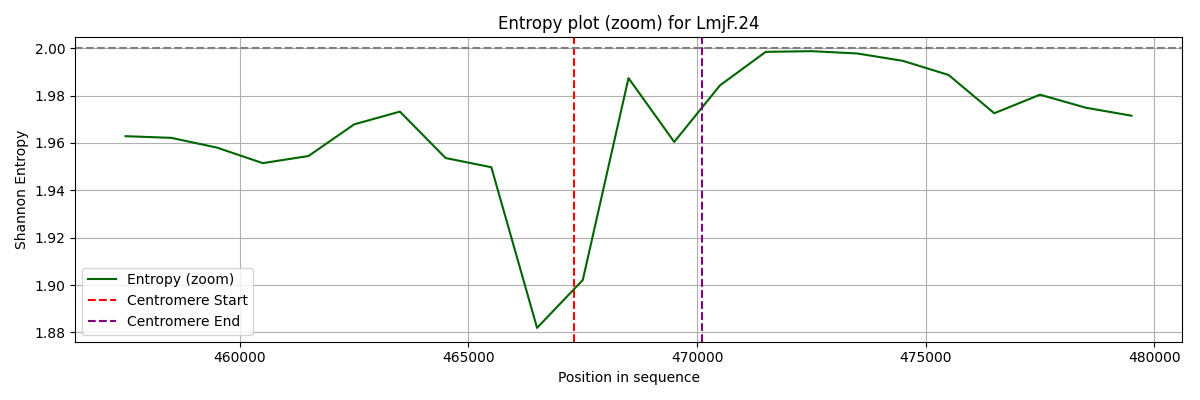 Entropy plot (zoom) for LmjF.24
Shannon Entropy
2.00
1.98
1.96
1.94
1.92
1.90
1.88
Entropy (zoom)
Centromere Start
Centromere End
460000
465000
470000
475000
480000
Position in sequence